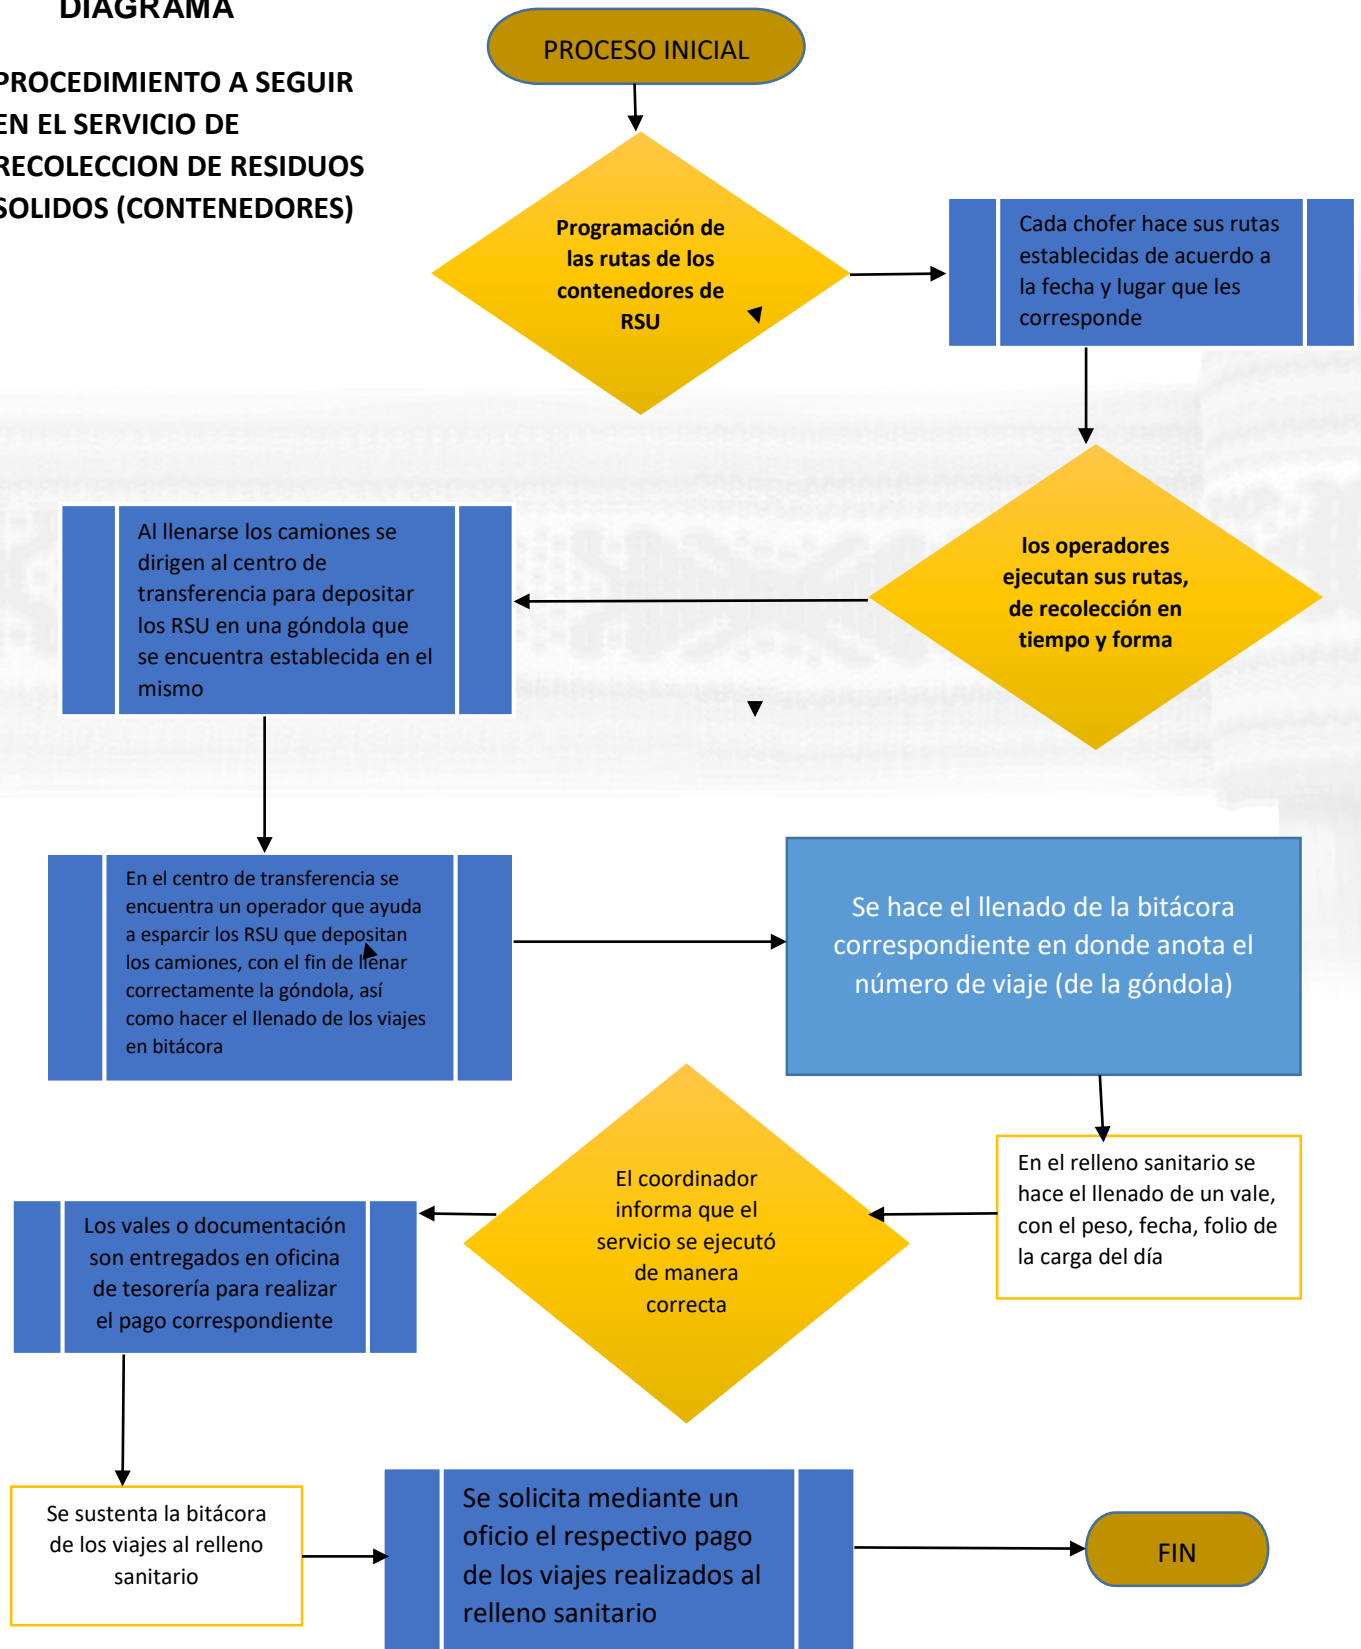 DIAGRAMA
PROCEDIMIENTO A SEGUIR
EN EL SERVICIO DE
RECOLECCION DE RESIDUOS
SOLIDOS (CONTENEDORES)
PROCESO INICIAL
Programación de
las rutas de los
contenedores de
RSU
Cada chofer hace sus rutas
establecidas de acuerdo a
la fecha y lugar que les
corresponde
los operadores
ejecutan sus rutas,
de recolección en
tiempo y forma
Al llenarse los camiones se
dirigen al centro de
transferencia para depositar
los RSU en una góndola que
se encuentra establecida en el
mismo
En el centro de transferencia se
encuentra un operador que ayuda
a esparcir los RSU que depositan
los camiones, con el fin de llenar
correctamente la góndola, así
como hacer el llenado de los viajes
en bitácora
Se hace el llenado de la bitácora
correspondiente en donde anota el
número de viaje (de la góndola)
En el relleno sanitario se
hace el llenado de un vale,
con el peso, fecha, folio de
la carga del día
El coordinador
informa que el
servicio se ejecutó
de manera
correcta
Los vales o documentación
son entregados en oficina
de tesorería para realizar
el pago correspondiente
Se sustenta la bitácora
de los viajes al relleno
sanitario
Se solicita mediante un
oficio el respectivo pago
de los viajes realizados al
relleno sanitario
FIN